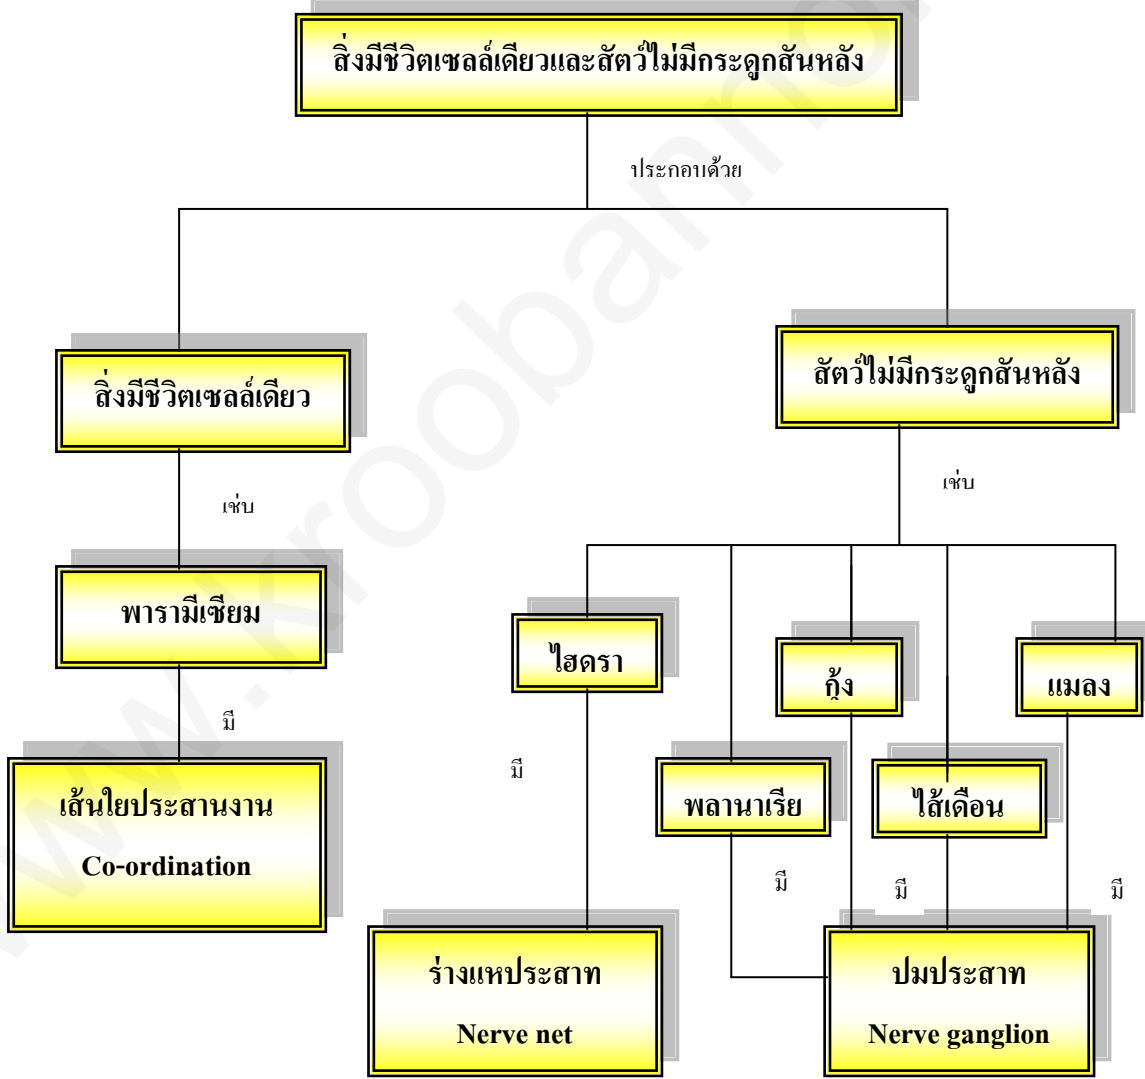 สิ่งมีชีวิตเซลล์เดียวและสัตว์ไม่มีกระดูกสันหลัง
ประกอบด้วย
สิ่งมีชีวิตเซลล์เดียว
สัตว์ไม่มีกระดูกสันหลัง
เช่น
เช่น
พารามีเซียม
ไฮดรา
กุ้ง
แมลง
มี
มี
เส้นใยประสานงาน
Co-ordination
พลานาเรีย
ไส้เดือน
มี
มี
มี
ร่างแหประสาท
Nerve net
ปมประสาท
Nerve ganglion